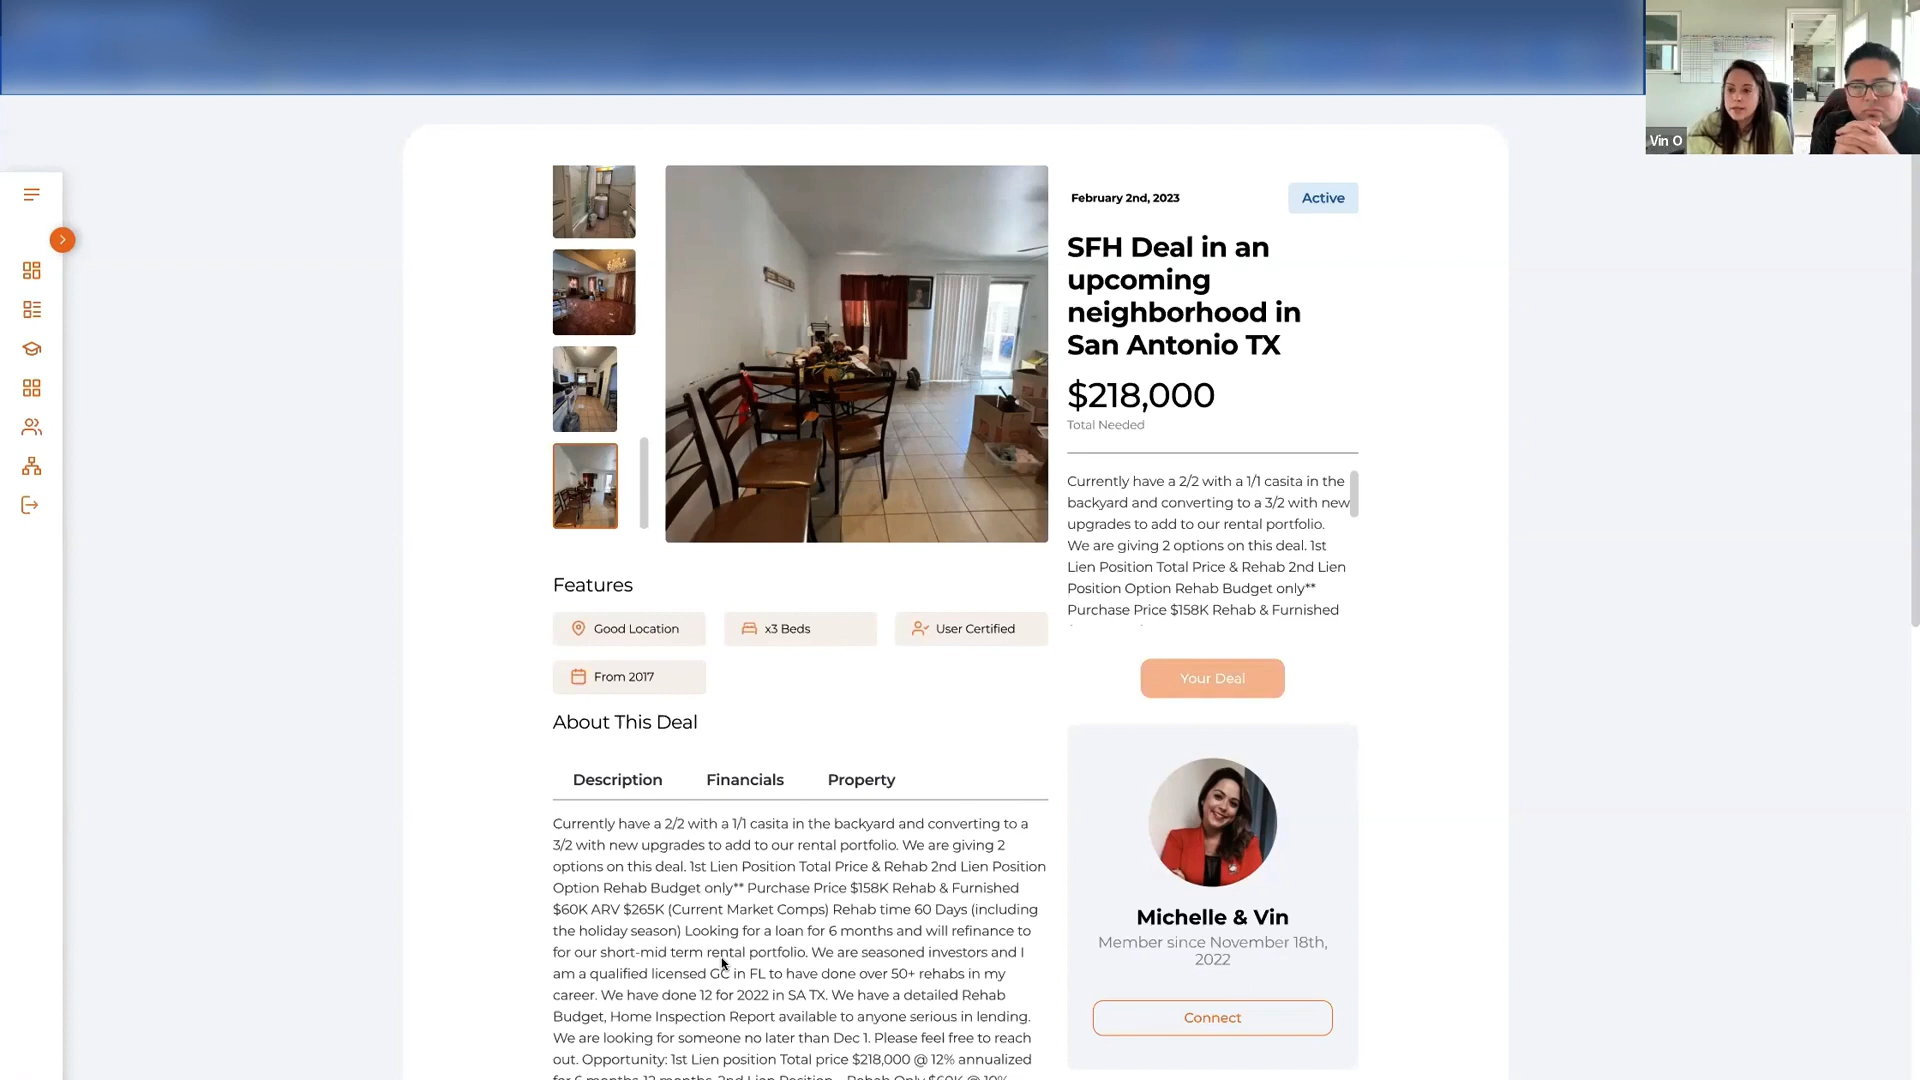 Vin O
February 2nd, 2023
Active
SFH Deal in an
upcoming
neighborhood in
San Antonio TX
$218,000
Total Needed
Currently have a 2/2 with a 1/1 casita in the
backyard and converting to a 3/2 with new
upgrades to add to our rental portfolio.
We are giving 2 options on this deal. 1st
Lien Position Total Price & Rehab 2nd Lien
Position Option Rehab Budget only**
Purchase Price $158K Rehab & Furnished
Your Deal
Features
Good Location
x3 Beds
User Certified
From 2017
About This Deal
Description
Financials
Property
Currently have a 2/2 with a 1/1 casita in the backyard and converting to a
3/2 with new upgrades to add to our rental portfolio. We are giving 2
options on this deal. 1st Lien Position Total Price & Rehab 2nd Lien Position
Option Rehab Budget only** Purchase Price $158K Rehab & Furnished
$60K ARV $265K (Current Market Comps) Rehab time 60 Days (including
the holiday season) Looking for a loan for 6 months and will refinance to
for our short-mid term rental portfolio. We are seasoned investors and I
am a qualified licensed GC in FL to have done over 50+ rehabs in my
career. We have done 12 for 2022 in SA TX. We have a detailed Rehab
Budget, Home Inspection Report available to anyone serious in lending.
We are looking for someone no later than Dec 1. Please feel free to reach
out. Opportunity: 1st Lien position Total price $218,000 @ 12% annualized
for 6 months-12 months. 2nd Lien Position - Rehab Only $60K @ 10%
Michelle & Vin
Member since November 18th,
2022
Connect